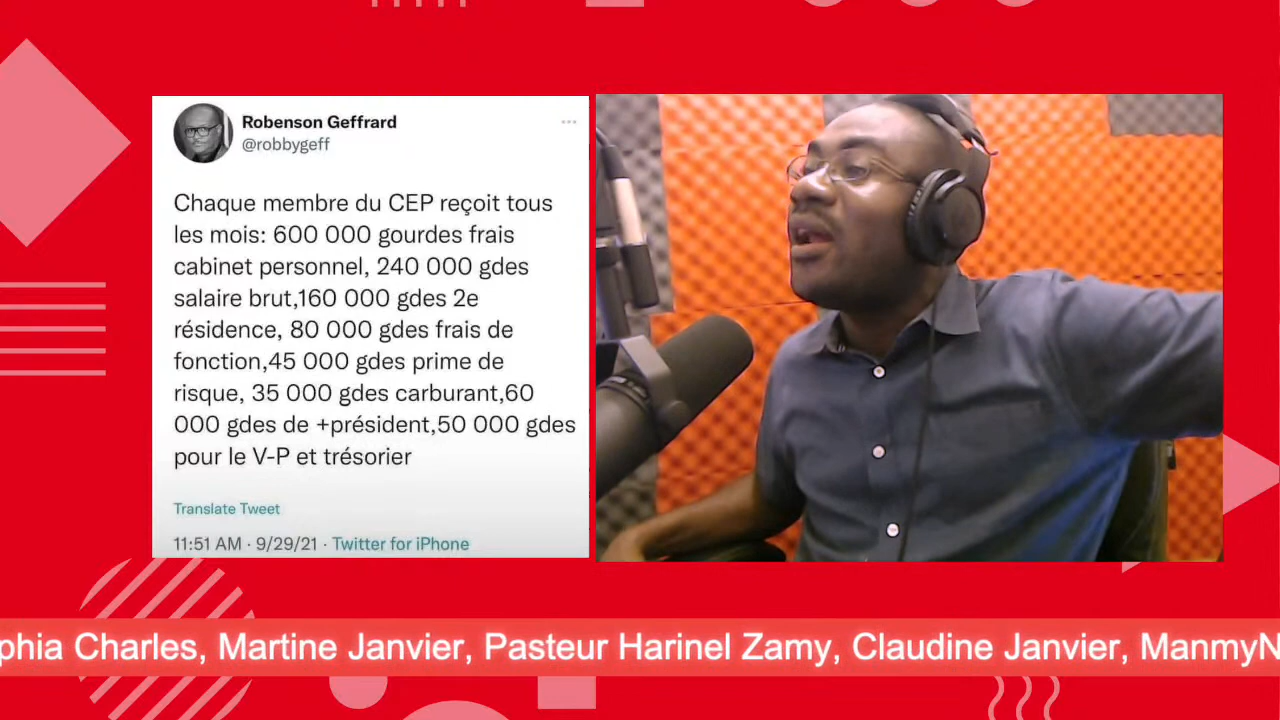 Robenson Geffrard
@robbygeff
Chaque membre du CEP reçoit tous
les mois: 600 000 gourdes frais
cabinet personnel, 240 000 gdes
salaire brut,160 000 gdes 2e
résidence, 80 000 gdes frais de
fonction,45 000 gdes prime de
risque, 35 000 gdes carburant,60
000 gdes de +président,50 000 gdes
pour le V-P et trésorier
Translate Tweet
11:51 AM · 9/29/21 · Twitter for iPhone
phia Charles, Martine Janvier, Pasteur Harinel Zamy, Claudine Janvier, ManmyN